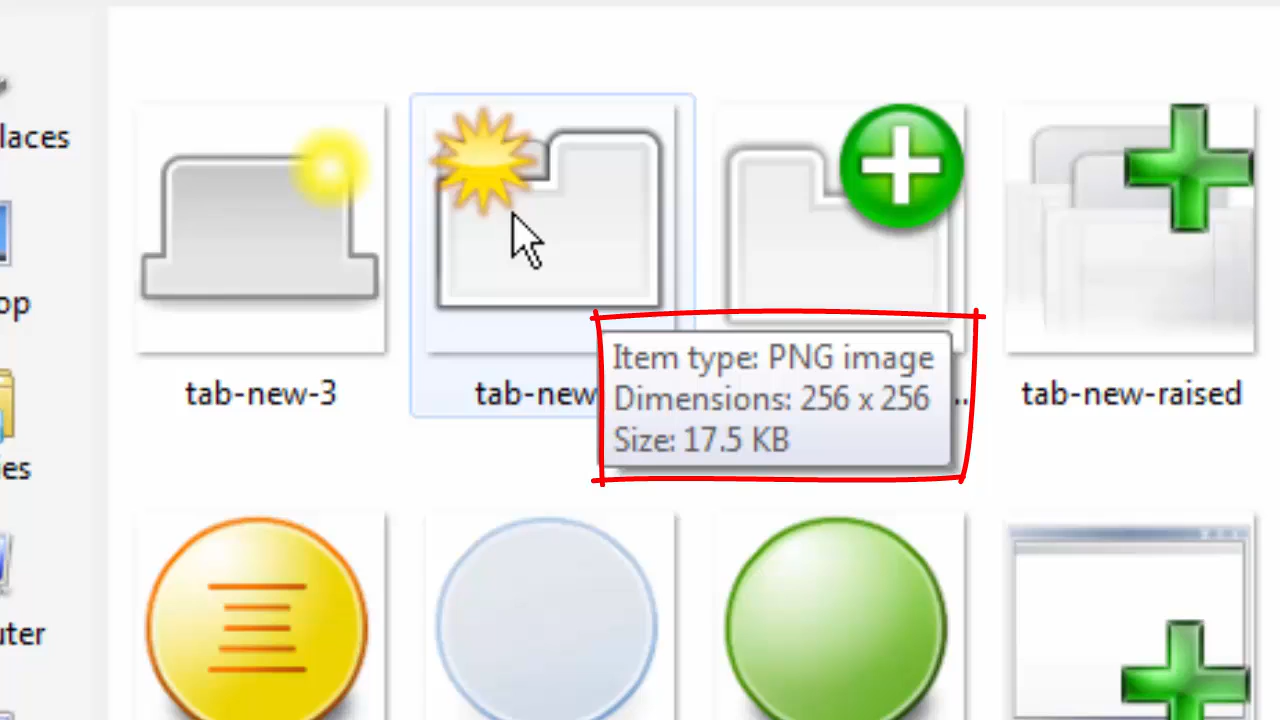 laces
op
ies
uter
tab-new-3
tab-new
..
tab-new-raised
Item type: PNG image
Dimensions: 256 x 256
Size: 17.5 KB